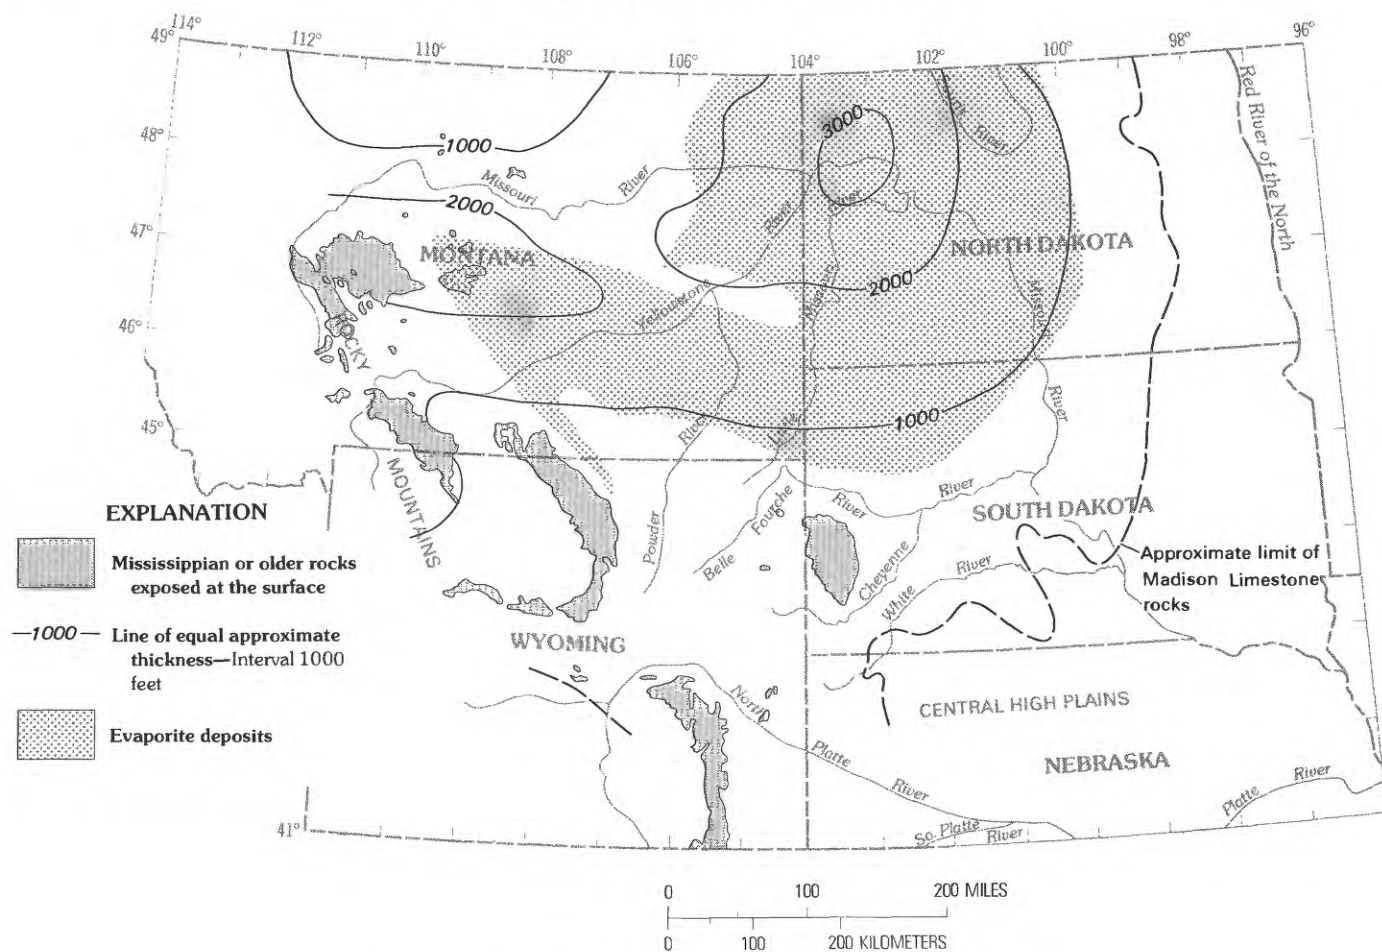 114°
112°
110°
108°
106°
104°
102°
100°
98°
96°
49°
48°
47°
46°
45°
41°
1000
3000
Red River of the North
River
Missouri
River
2000
MONTANA
NORTH DAKOTA
River
River
2000
Missouri
Missouri
Yellowstone
ROCKY
1000
River
Little
River
MOUNTAINS
Powder
Belle
Fourche
River
River
SOUTH DAKOTA
Cheyenne
White
River
Approximate limit of
Madison Limestone
rocks
WYOMING
North
Platte
River
CENTRAL HIGH PLAINS
NEBRASKA
Platte
River
So. Platte
River
EXPLANATION
Mississippian or older rocks
exposed at the surface
—1000— Line of equal approximate
thickness—Interval 1000
feet
Evaporite deposits
0 100 200 MILES
0 100 200 KILOMETERS